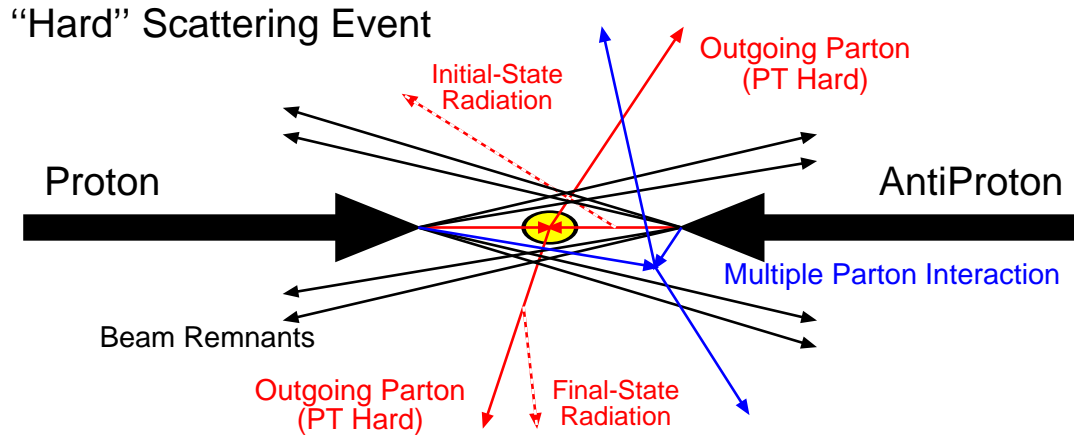 “Hard” Scattering Event
Outgoing Parton
(PT Hard)
Initial-State
Radiation
Proton
AntiProton
Multiple Parton Interaction
Beam Remnants
Outgoing Parton
(PT Hard)
Final-State
Radiation